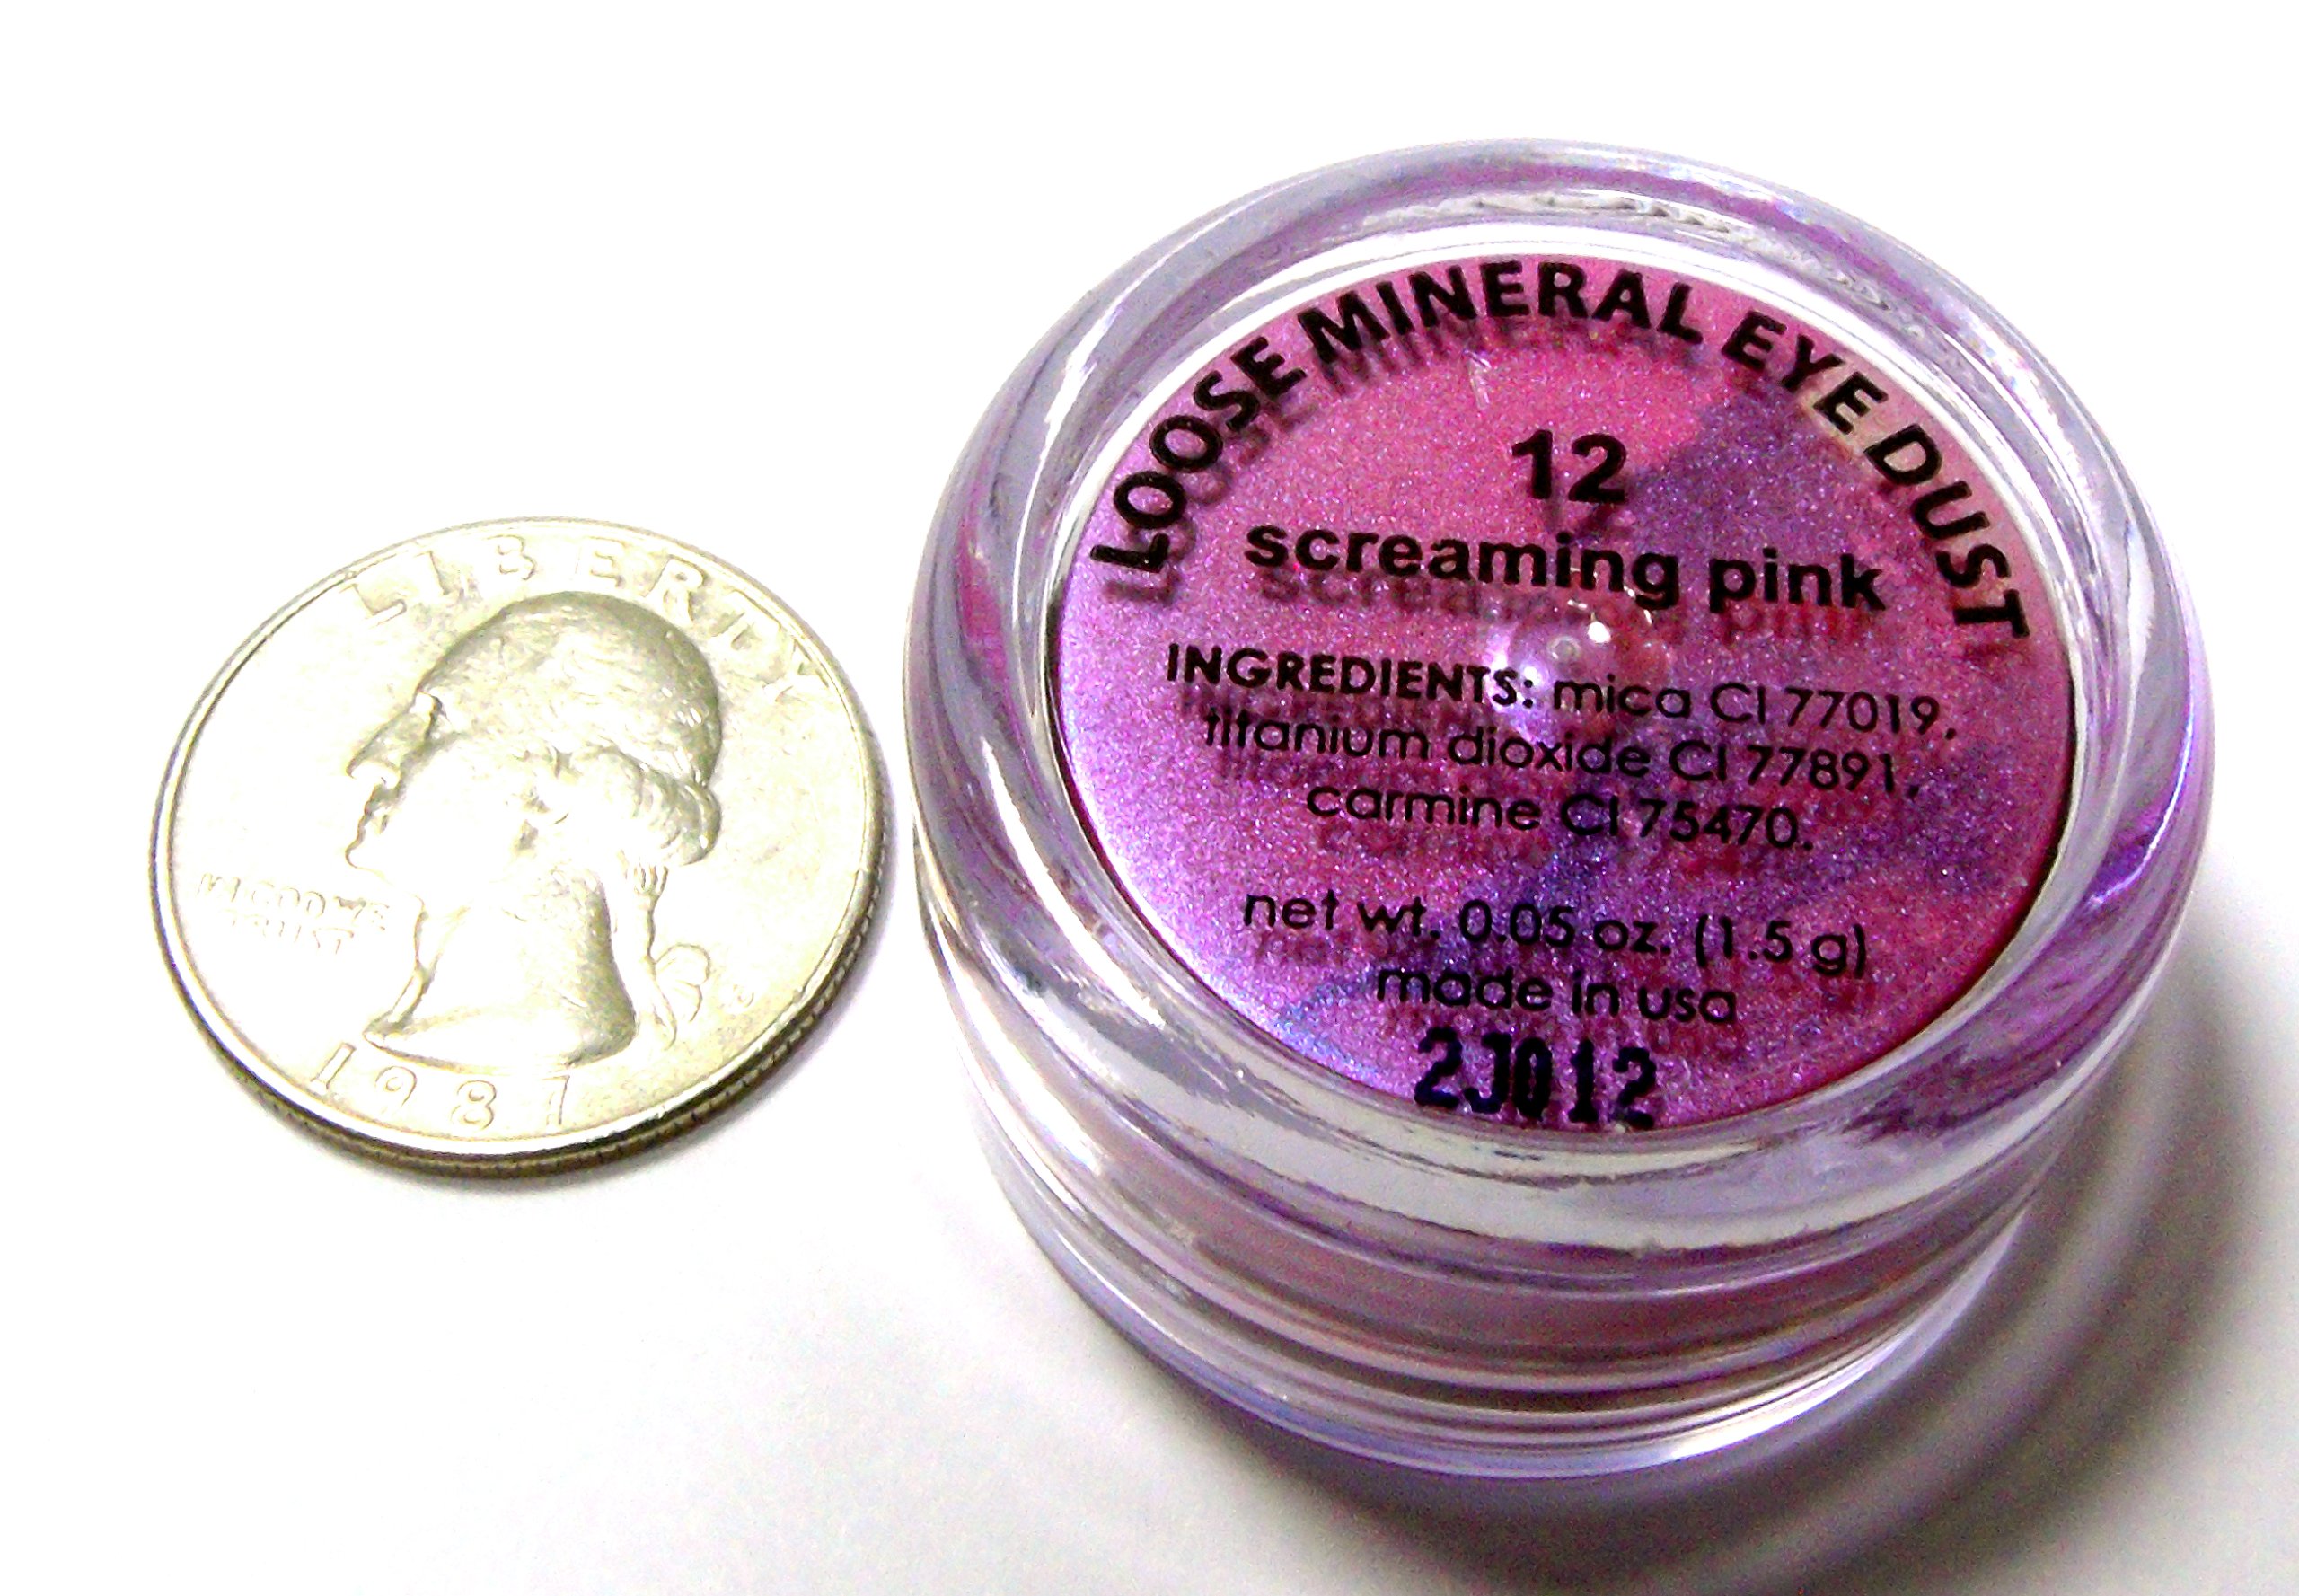 LIBERTY
IN GOD WE
TRUST
1987
LOOSE MINERAL EYE DUST
12
screaming pink
INGREDIENTS: mica CI 77019,
titanium dioxide CI 77891,
carmine CI 75470.
net wt. 0.05 oz. (1.5 g)
made in usa
2J012